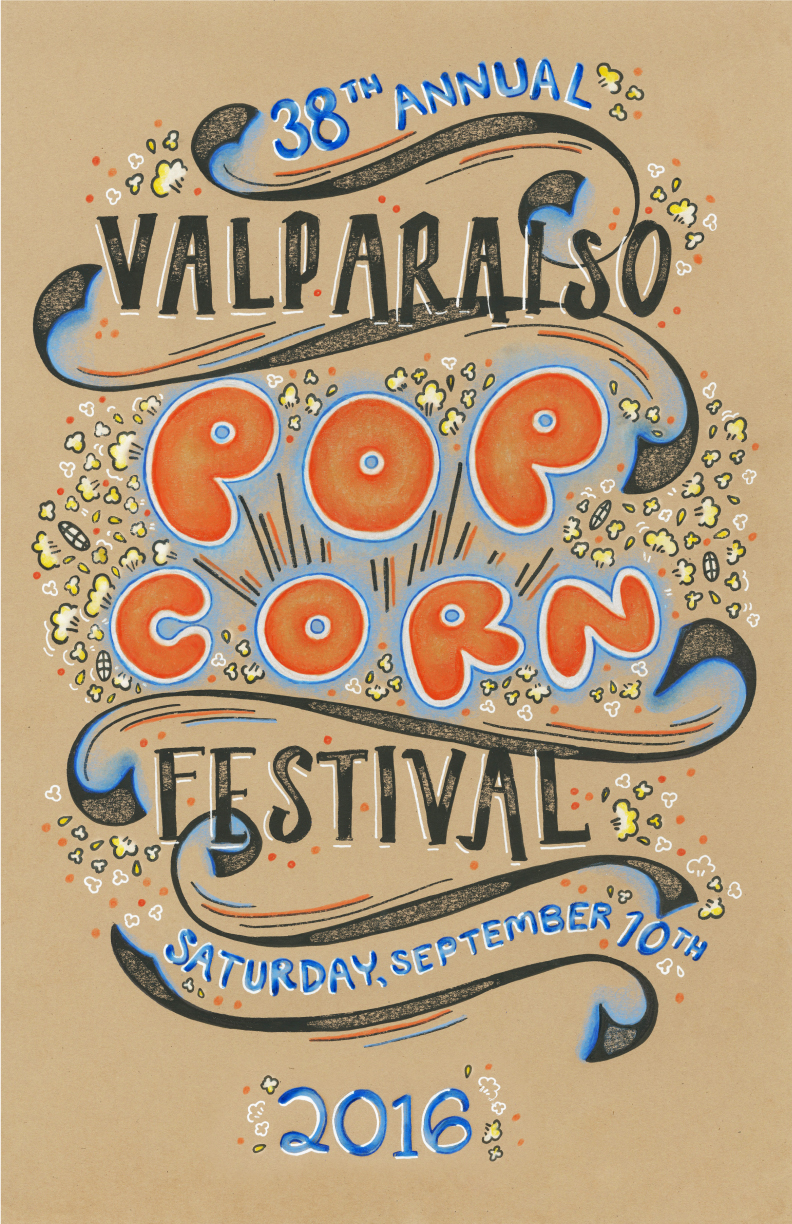 38TH ANNUAL
VALPARAISO
POP
CORN
FESTIVAL
SATURDAY, SEPTEMBER 10TH
2016